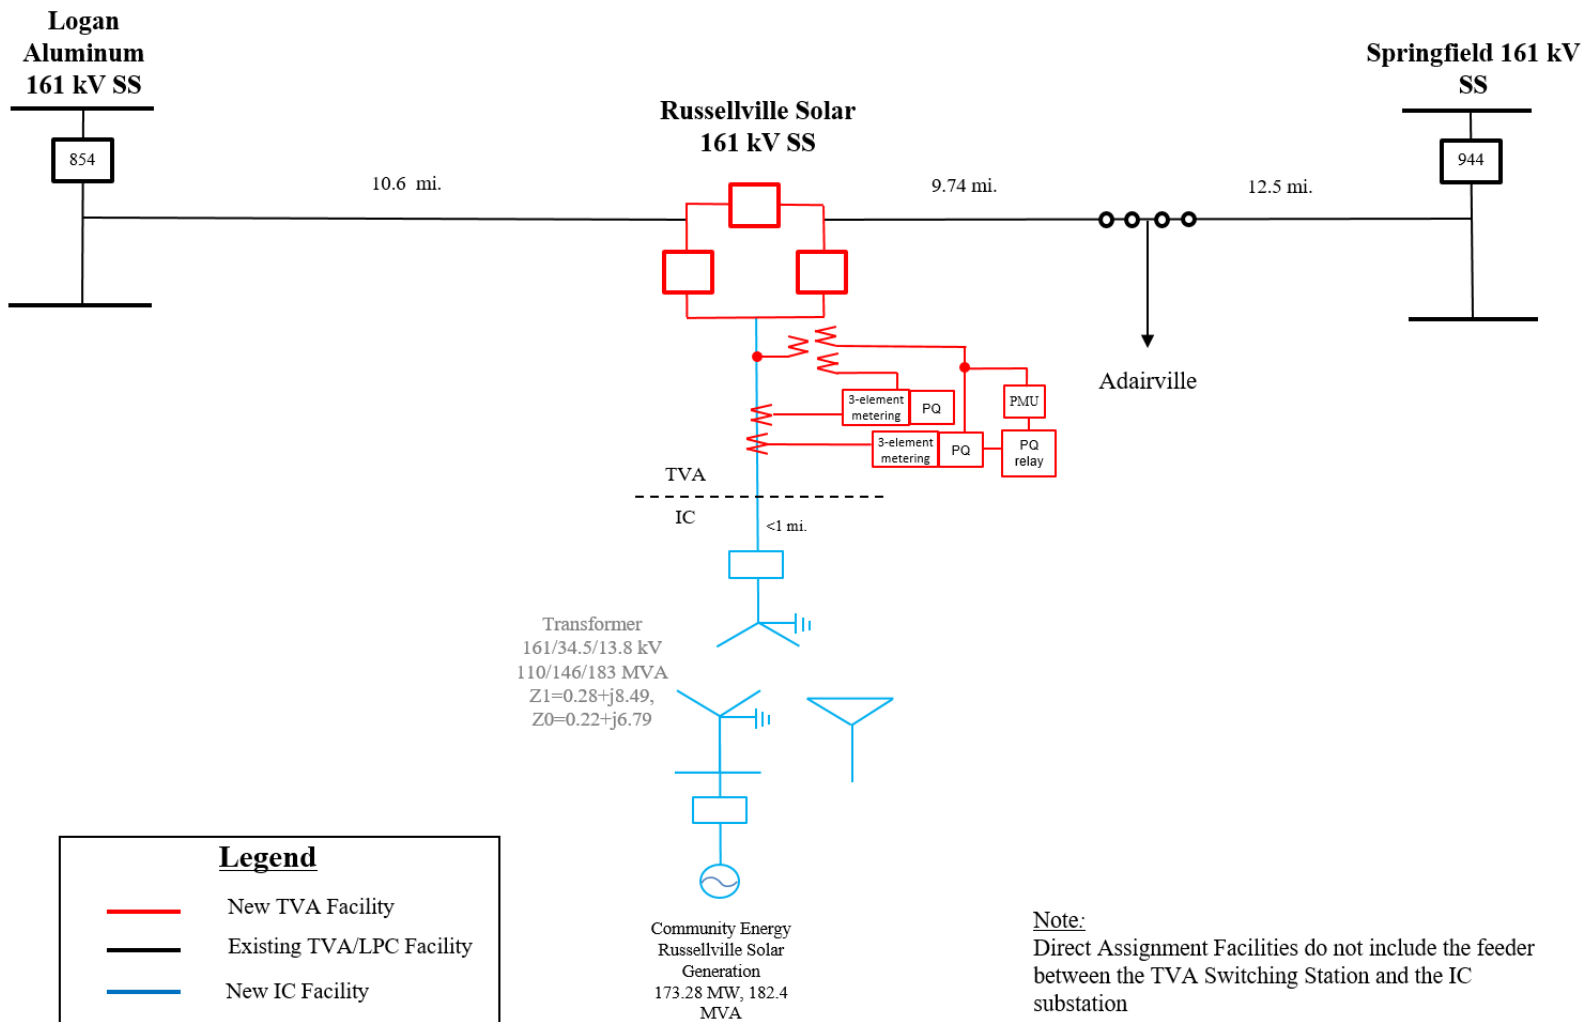 Logan
Aluminum
161 kV SS
Springfield 161 kV
SS
Russellville Solar
161 kV SS
854
944
10.6 mi.
9.74 mi.
12.5 mi.
Adairville
3-element
metering
PQ
PMU
3-element
metering
PQ
PQ
relay
TVA
IC
<1 mi.
Transformer
161/34.5/13.8 kV
110/146/183 MVA
Z1=0.28+j8.49,
Z0=0.22+j6.79
Legend
New TVA Facility
Existing TVA/LPC Facility
New IC Facility
Community Energy
Russellville Solar
Generation
173.28 MW, 182.4
MVA
Note:
Direct Assignment Facilities do not include the feeder
between the TVA Switching Station and the IC
substation